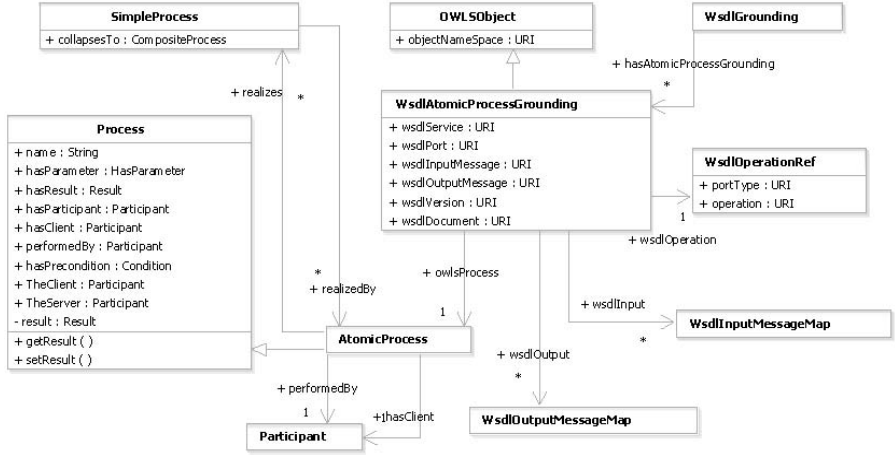 SimpleProcess
+ collapsesTo : CompositeProcess
OWLSObject
+ objectNameSpace : URI
WsdlGrounding
+ hasAtomicProcessGrounding
*
+ realizes
*
WsdlAtomicProcessGrounding
+ wsdlService : URI
+ wsdlPort : URI
+ wsdlInputMessage : URI
+ wsdlOutputMessage : URI
+ wsdlVersion : URI
+ wsdlDocument : URI
Process
+ name : String
+ hasParameter : HasParameter
+ hasResult : Result
+ hasParticipant : Participant
+ hasClient : Participant
+ performedBy : Participant
+ hasPrecondition : Condition
+ TheClient : Participant
+ TheServer : Participant
- result : Result
+ getResult ( )
+ setResult ( )
WsdlOperationRef
+ portType : URI
+ operation : URI
1
+ wsdlOperation
*
+ realizedBy
+ owlsProcess
1
+ wsdlInput
*
WsdlInputMessageMap
AtomicProcess
+ wsdlOutput
*
WsdlOutputMessageMap
+ performedBy
1
+1hasClient
Participant